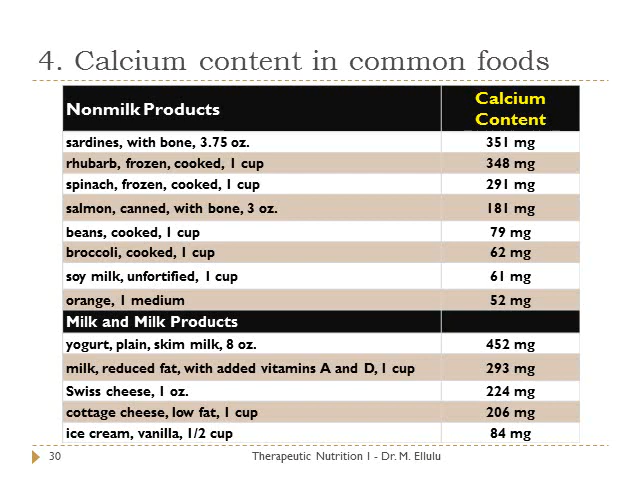 4. Calcium content in common foods
Nonmilk Products Calcium Content
sardines, with bone, 3.75 oz. 351 mg
rhubarb, frozen, cooked, 1 cup 348 mg
spinach, frozen, cooked, 1 cup 291 mg
salmon, canned, with bone, 3 oz. 181 mg
beans, cooked, 1 cup 79 mg
broccoli, cooked, 1 cup 62 mg
soy milk, unfortified, 1 cup 61 mg
orange, 1 medium 52 mg
Milk and Milk Products
yogurt, plain, skim milk, 8 oz. 452 mg
milk, reduced fat, with added vitamins A and D, 1 cup 293 mg
Swiss cheese, 1 oz. 224 mg
cottage cheese, low fat, 1 cup 206 mg
ice cream, vanilla, 1/2 cup 84 mg
30 Therapeutic Nutrition I - Dr. M. Ellulu